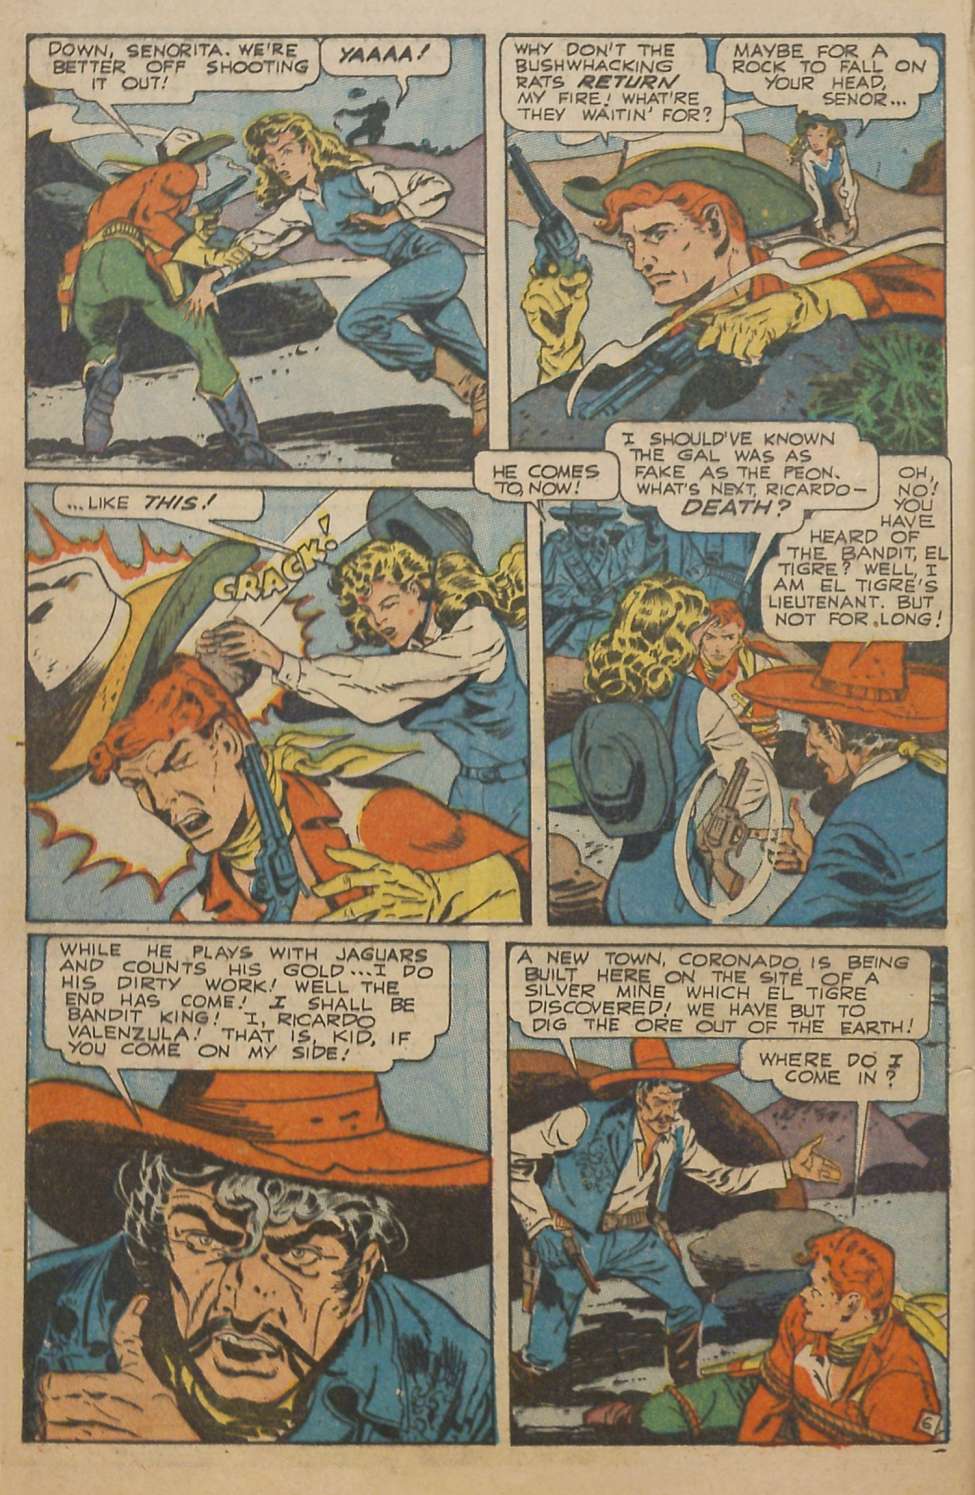 DOWN, SENORITA. WE'RE
BETTER OFF SHOOTING
IT OUT!
YAAAA!
WHY DON'T THE
BUSHWHACKING
RATS RETURN
MY FIRE! WHAT'RE
THEY WAITIN' FOR?
MAYBE FOR A
ROCK TO FALL ON
YOUR HEAD,
SENOR...
...LIKE THIS!
CRACK!
HE COMES
TO, NOW!
I SHOULD'VE KNOWN
THE GAL WAS AS
FAKE AS THE PEON.
WHAT'S NEXT, RICARDO—
DEATH?
OH,
NO!
YOU
HAVE
HEARD OF
THE BANDIT, EL
TIGRE? WELL, I
AM EL TIGRE'S
LIEUTENANT. BUT
NOT FOR LONG!
WHILE HE PLAYS WITH JAGUARS
AND COUNTS HIS GOLD...I DO
HIS DIRTY WORK! WELL THE
END HAS COME! I SHALL BE
BANDIT KING! I, RICARDO
VALENZULA! THAT IS, KID, IF
YOU COME ON MY SIDE!
A NEW TOWN, CORONADO, IS BEING
BUILT HERE ON THE SITE OF A
SILVER MINE WHICH EL TIGRE
DISCOVERED! WE HAVE BUT TO
DIG THE ORE OUT OF THE EARTH!
WHERE DO I
COME IN?
6